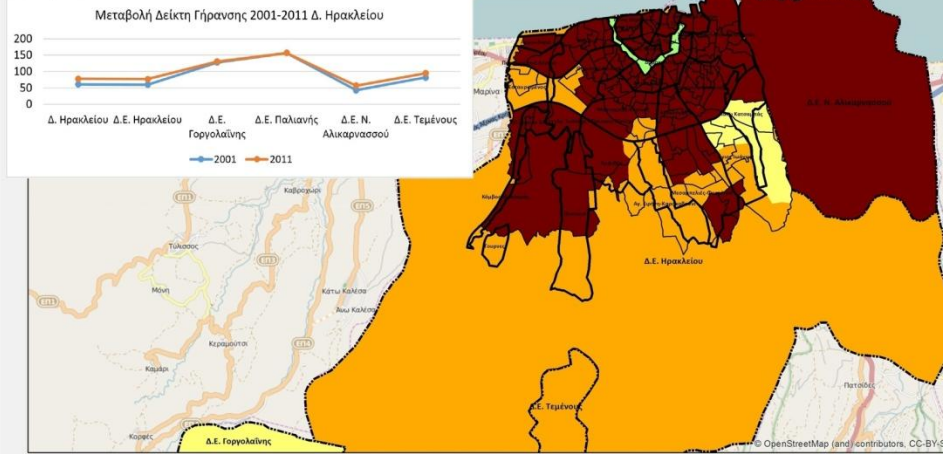 Μεταβολή Δείκτη Γήρανσης 2001-2011 Δ. Ηρακλείου
200
150
100
50
0
Δ. Ηρακλείου
Δ.Ε. Ηρακλείου
Δ.Ε. Γοργολαΐνης
Δ.Ε. Παλιανής
Δ.Ε. Ν. Αλικαρνασσού
Δ.Ε. Τεμένους
2001
2011
Μαρίνα
Δ.Ε. Ν. Αλικαρνασσού
Καβροχώρι
Τύλισσος
Μόνη
Κάτω Καλέσα
Άνω Καλέσα
Κεραμούτσι
Καμάρι
Κορφές
Δ.Ε. Ηρακλείου
Δ.Ε. Τεμένους
Δ.Ε. Γοργολαΐνης
Πατσίδες
© OpenStreetMap (and) contributors, CC-BY-S